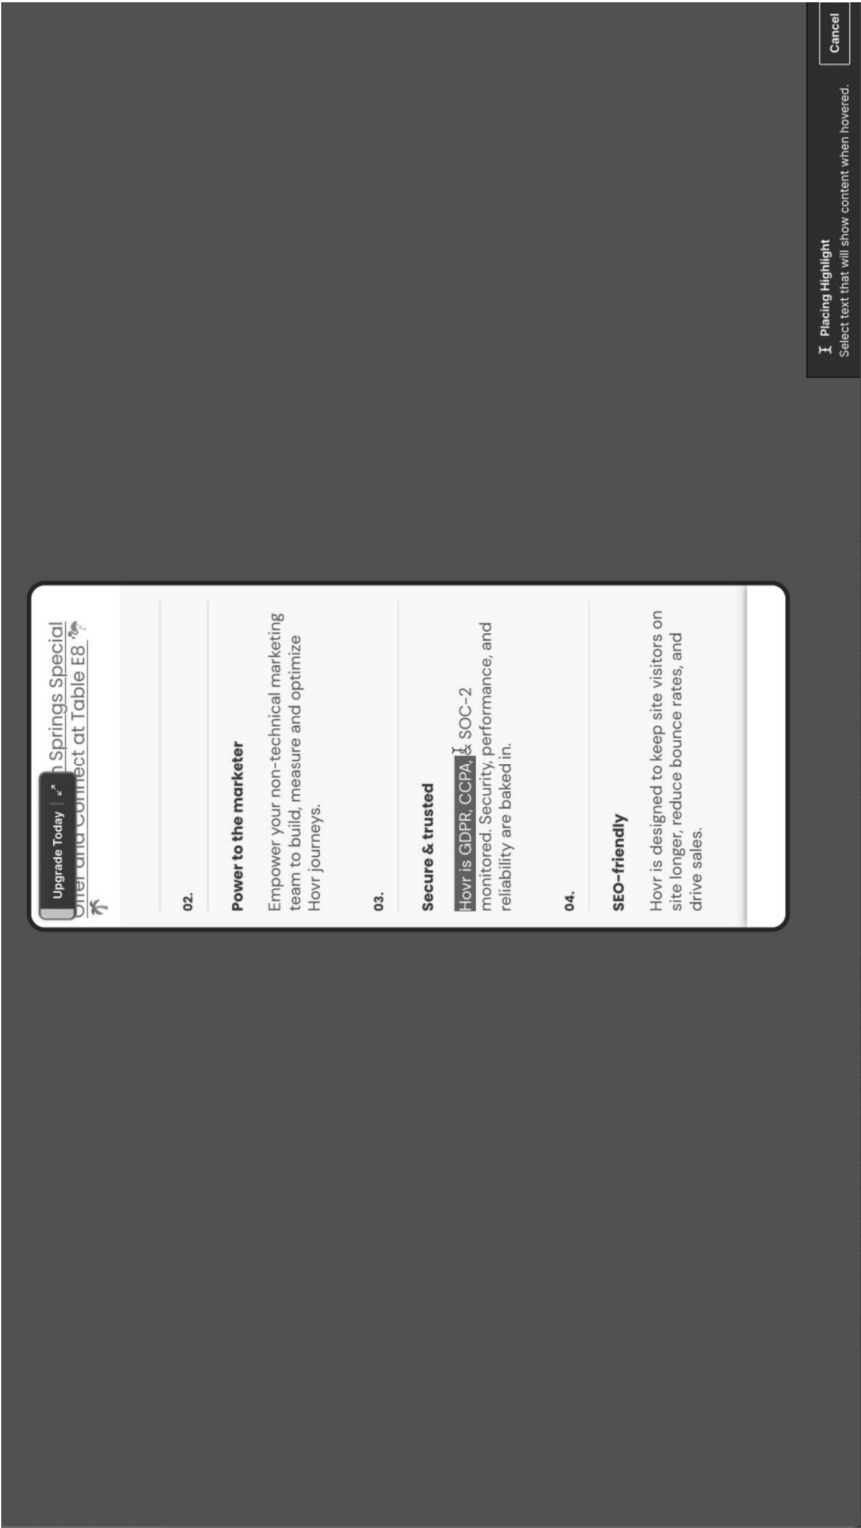 Springs Special
Offer and Connect at Table E8 🍹
🌴
Upgrade Today
02.
Power to the marketer
Empower your non-technical marketing
team to build, measure and optimize
Hovr journeys.
03.
Secure & trusted
Hovr is GDPR, CCPA, & SOC-2
monitored. Security, performance, and
reliability are baked in.
04.
SEO-friendly
Hovr is designed to keep site visitors on
site longer, reduce bounce rates, and
drive sales.
Placing Highlight
Select text that will show content when hovered.
Cancel